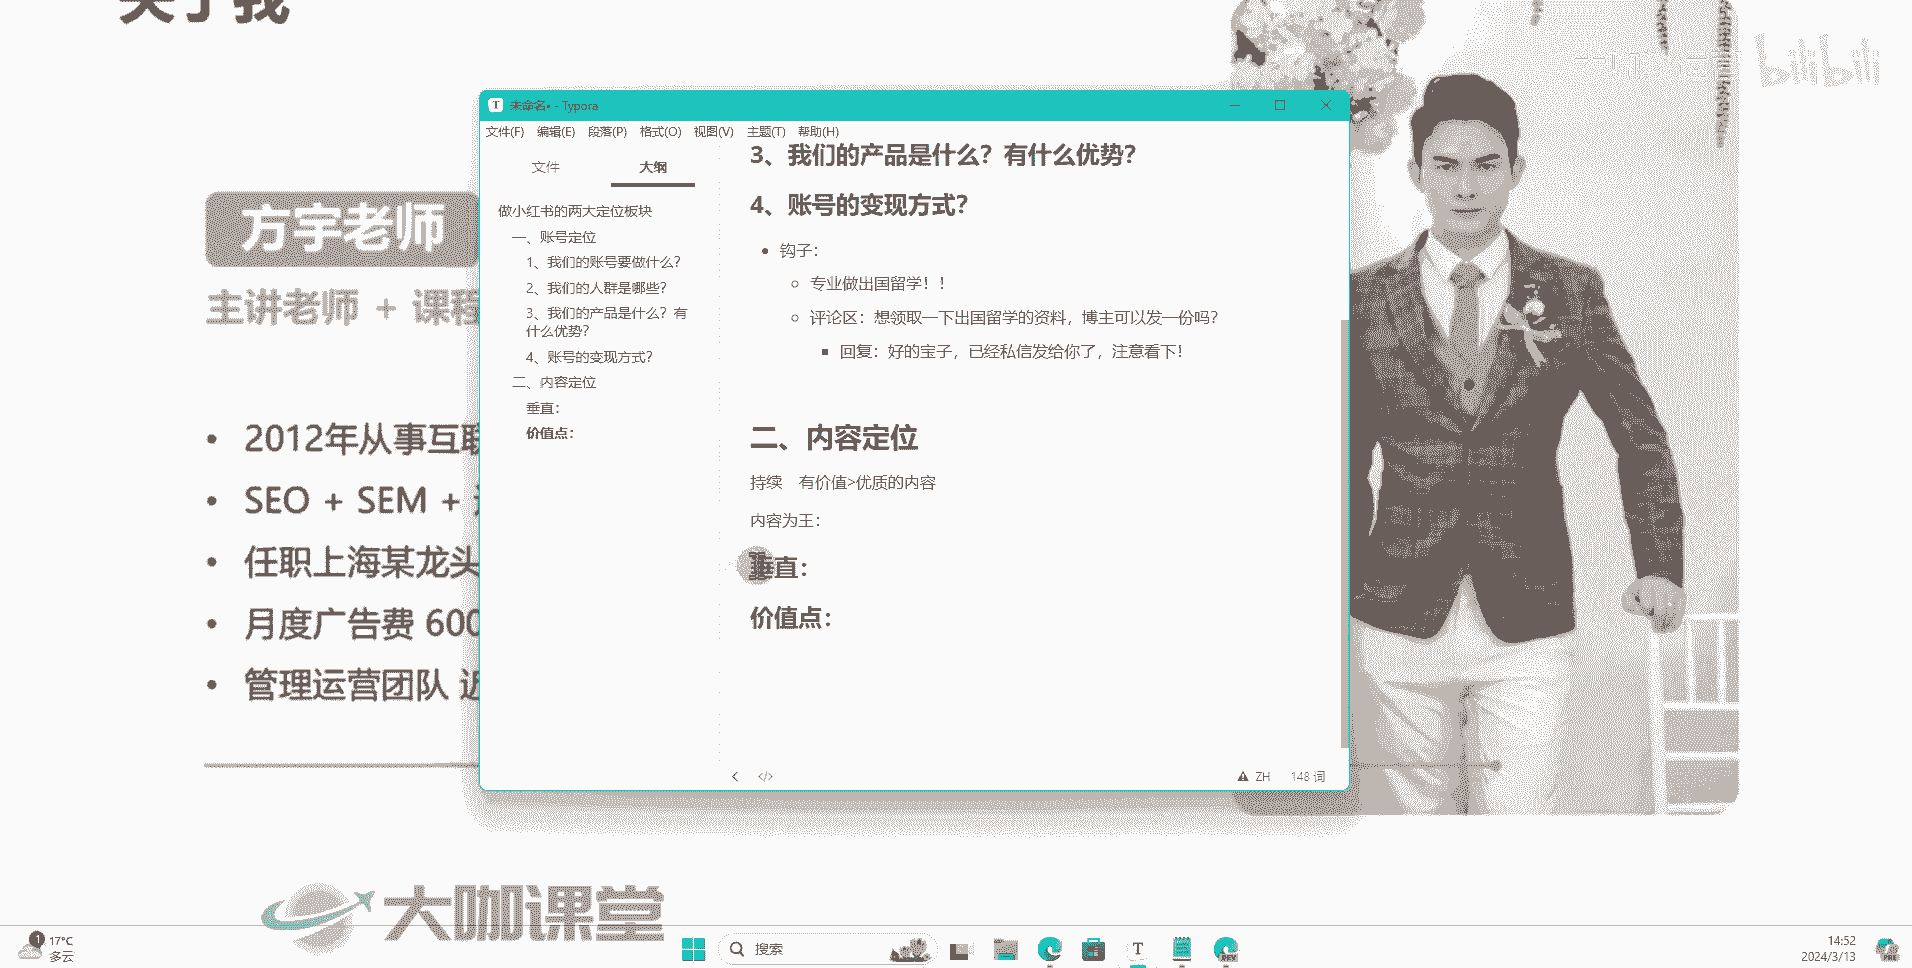 关于我
bilibili
方宇老师
主讲老师 + 课程
2012年从事互联
SEO + SEM +
任职上海某龙头
月度广告费 600
管理运营团队 近
大咖课堂
未命名• - Typora
文件(F) 编辑(E) 段落(P) 格式(O) 视图(V) 主题(T) 帮助(H)
文件 大纲
做小红书的两大定位板块
一、账号定位
1、我们的账号要做什么？
2、我们的人群是哪些？
3、我们的产品是什么？有
什么优势？
4、账号的变现方式？
二、内容定位
垂直：
价值点：
3、我们的产品是什么？有什么优势？
4、账号的变现方式？
钩子：
专业做出国留学！！
评论区：想领取一下出国留学的资料，博主可以发一份吗？
回复：好的宝子，已经私信发给你了，注意看下！
二、内容定位
持续 有价值>优质的内容
内容为王：
垂直：
价值点：
</> ZH 148 词
1 17°C
多云
搜索
DEV
14:52
2024/3/13
PRE